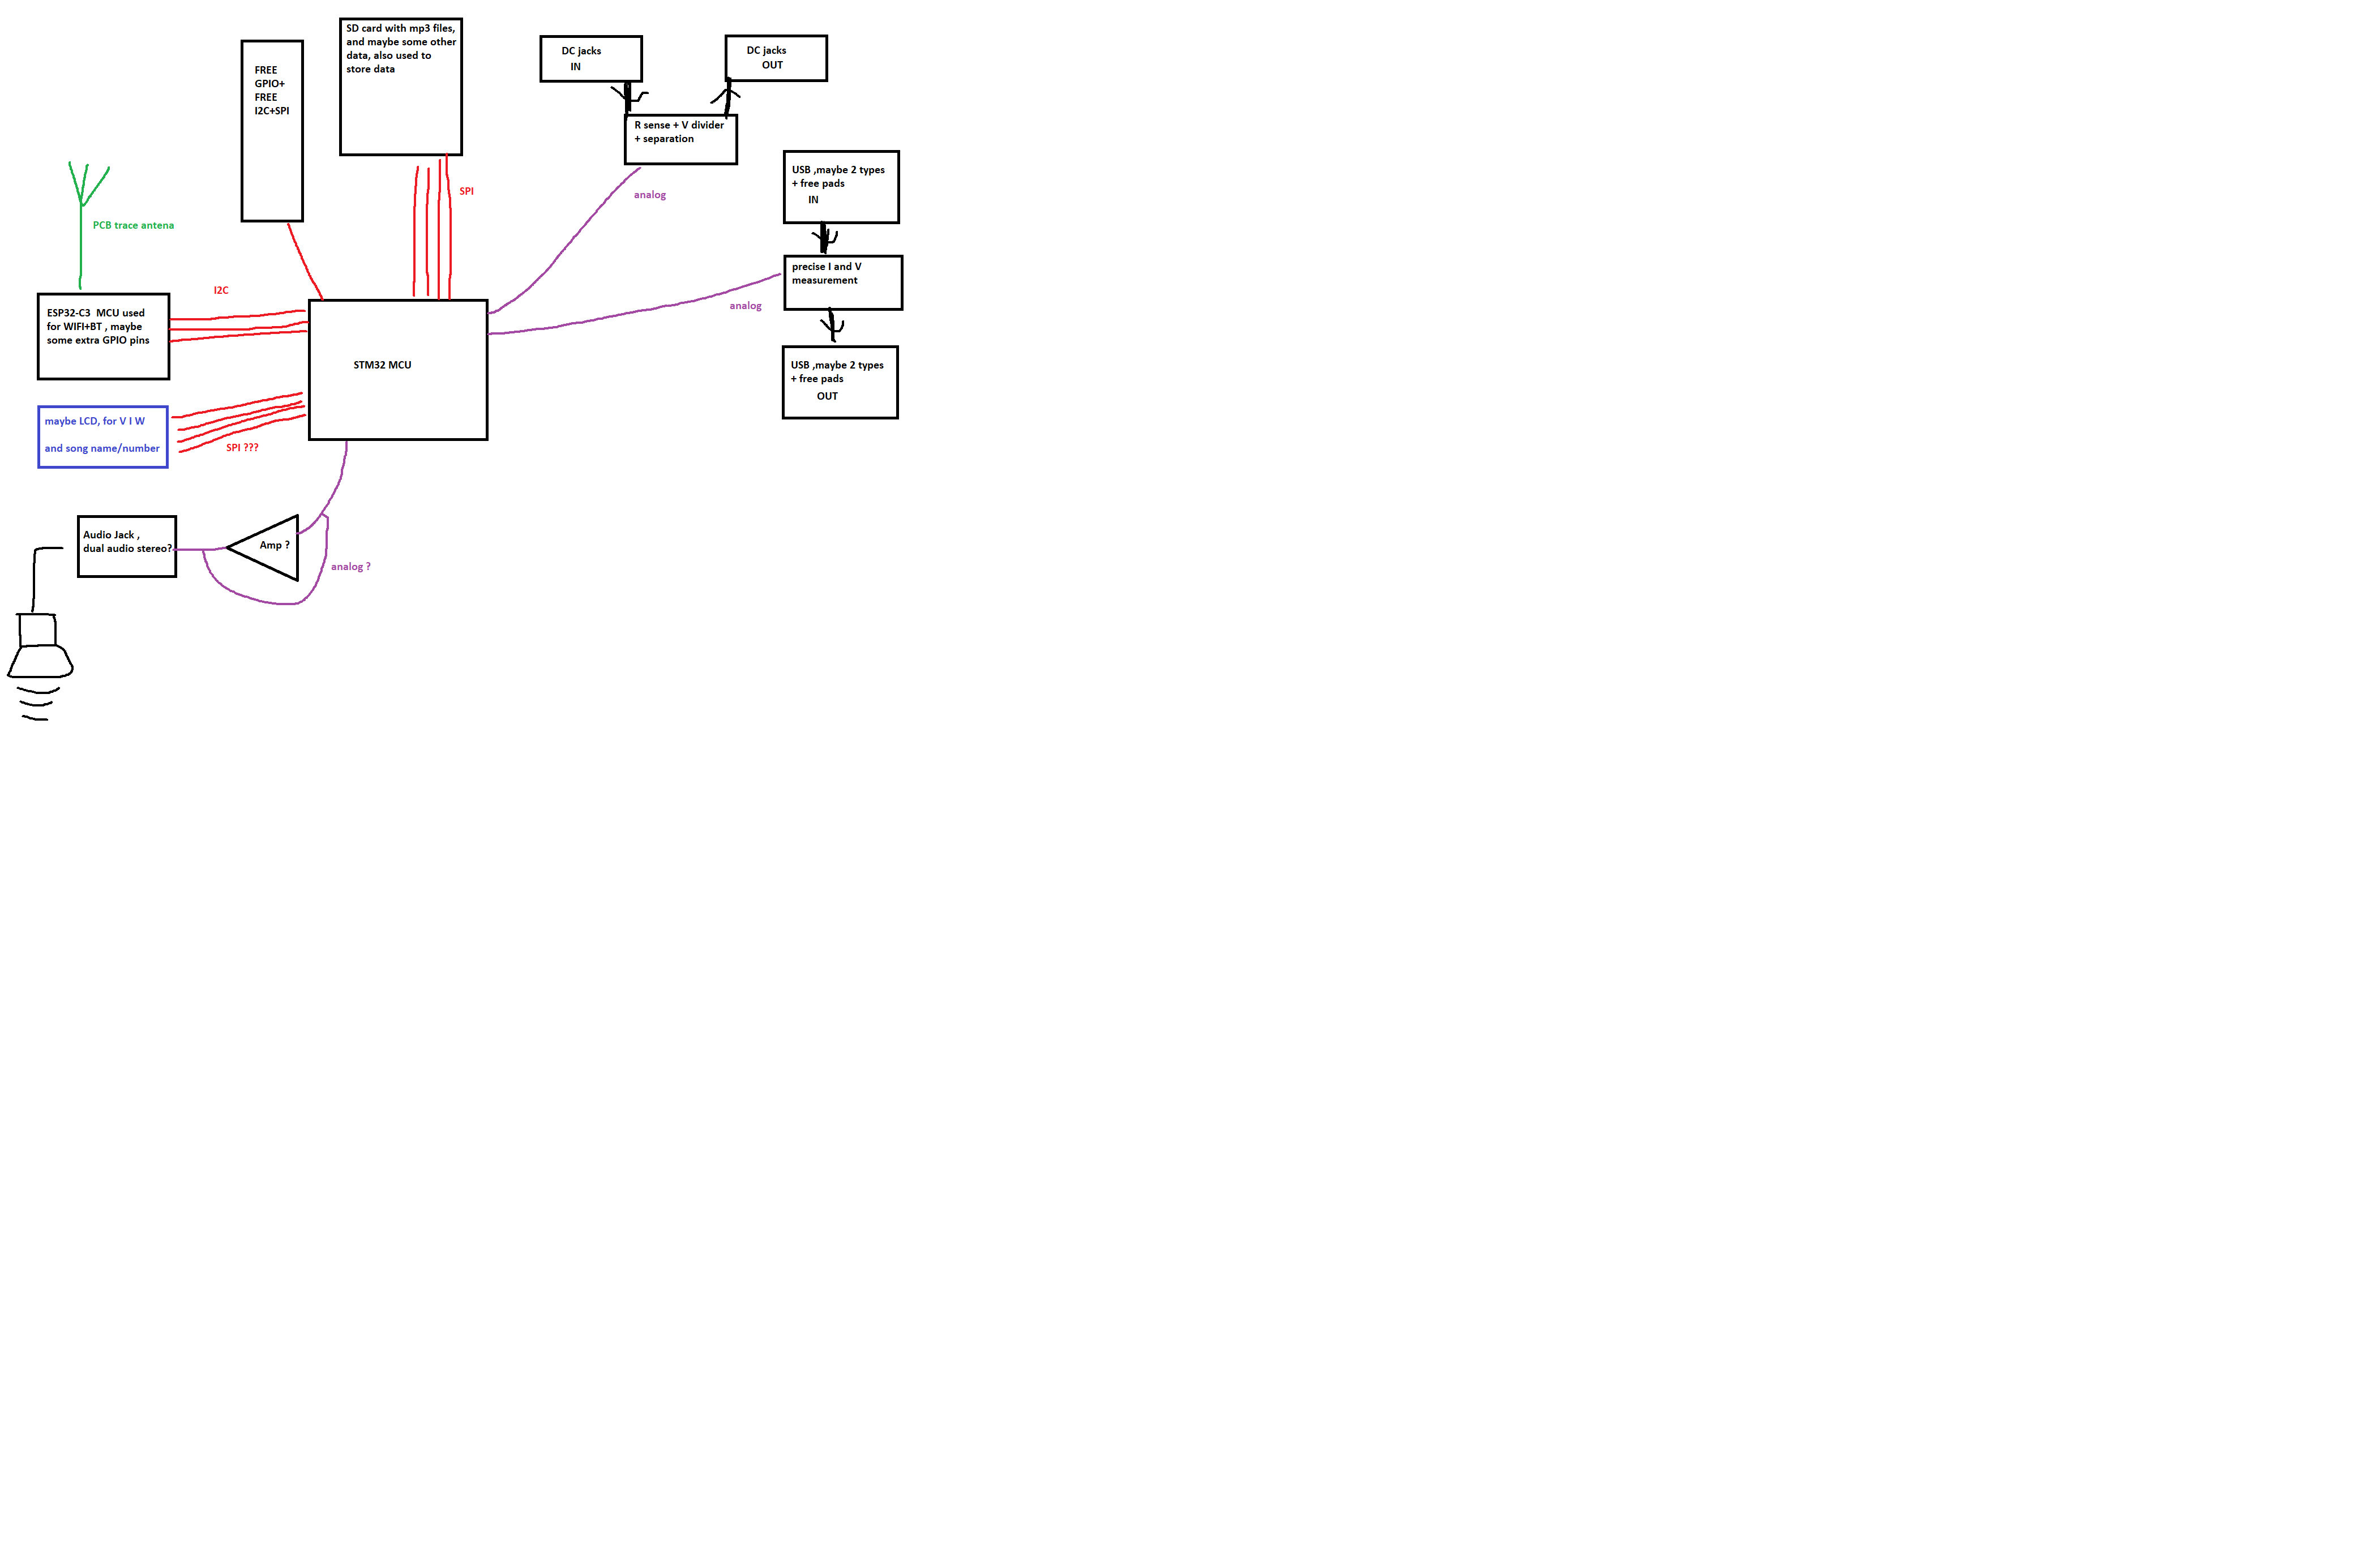 SD card with mp3 files,
and maybe some other
data, also used to
store data
DC jacks
IN
DC jacks
OUT
FREE
GPIO+
FREE
I2C+SPI
R sense + V divider
+ separation
USB ,maybe 2 types
+ free pads
IN
SPI
analog
PCB trace antena
precise I and V
measurement
I2C
analog
ESP32-C3  MCU used
for WIFI+BT , maybe
some extra GPIO pins
STM32 MCU
USB ,maybe 2 types
+ free pads
OUT
maybe LCD, for V I W
and song name/number
SPI ???
Audio Jack ,
dual audio stereo?
Amp ?
analog ?